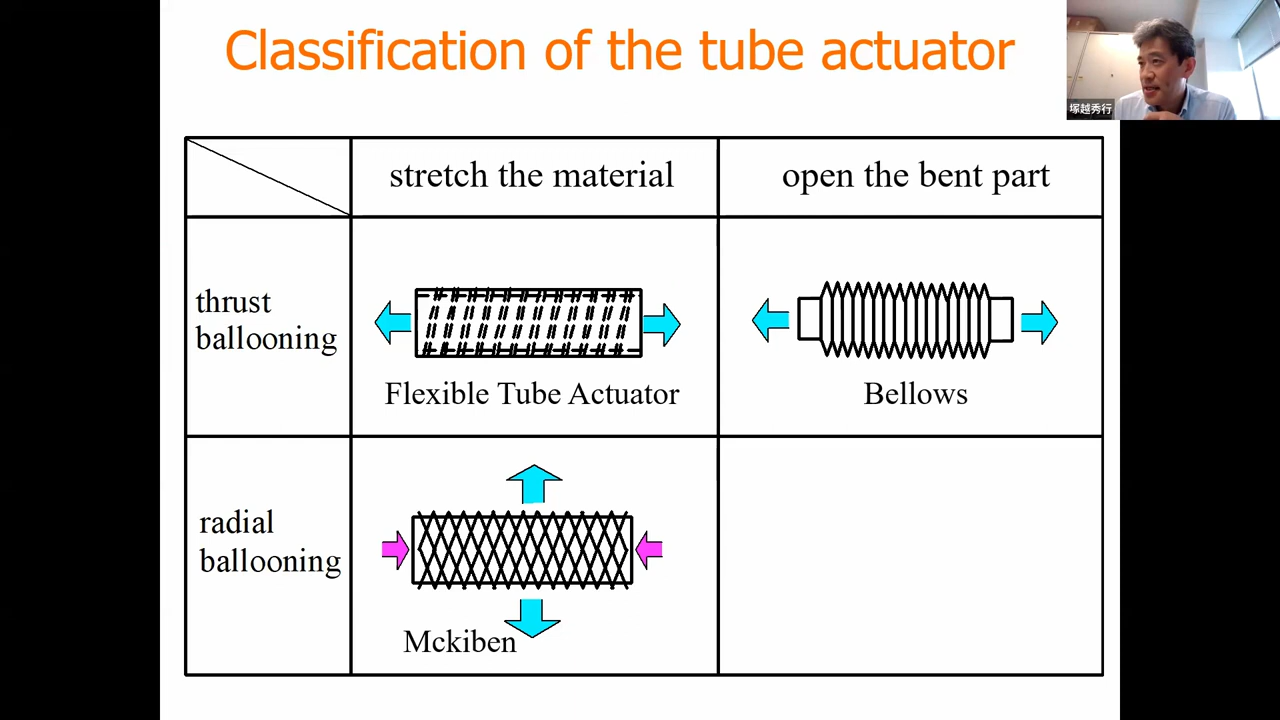 Classification of the tube actuator
塚越秀行
stretch the material
open the bent part
thrust
ballooning
Flexible Tube Actuator
Bellows
radial
ballooning
Mckiben